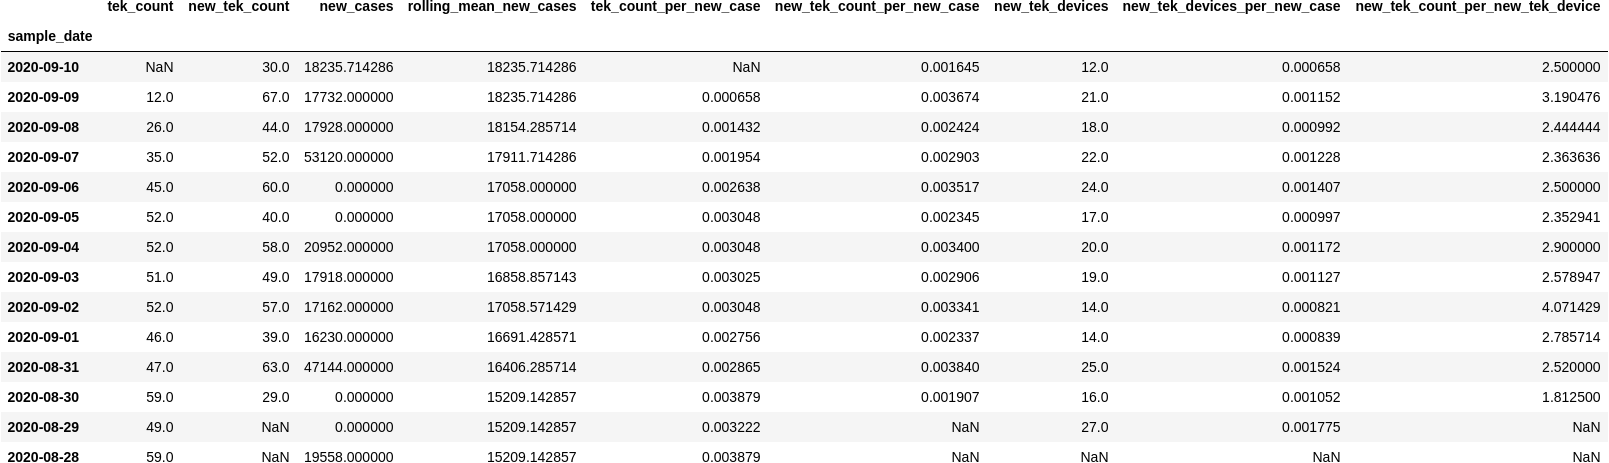 tek_count new_tek_count new_cases rolling_mean_new_cases tek_count_per_new_case new_tek_count_per_new_case new_tek_devices new_tek_devices_per_new_case new_tek_count_per_new_tek_device
sample_date
2020-09-10 NaN 30.0 18235.714286 18235.714286 NaN 0.001645 12.0 0.000658 2.500000
2020-09-09 12.0 67.0 17732.000000 18235.714286 0.000658 0.003674 21.0 0.001152 3.190476
2020-09-08 26.0 44.0 17928.000000 18154.285714 0.001432 0.002424 18.0 0.000992 2.444444
2020-09-07 35.0 52.0 53120.000000 17911.714286 0.001954 0.002903 22.0 0.001228 2.363636
2020-09-06 45.0 60.0 0.000000 17058.000000 0.002638 0.003517 24.0 0.001407 2.500000
2020-09-05 52.0 40.0 0.000000 17058.000000 0.003048 0.002345 17.0 0.000997 2.352941
2020-09-04 52.0 58.0 20952.000000 17058.000000 0.003048 0.003400 20.0 0.001172 2.900000
2020-09-03 51.0 49.0 17918.000000 16858.857143 0.003025 0.002906 19.0 0.001127 2.578947
2020-09-02 52.0 57.0 17162.000000 17058.571429 0.003048 0.003341 14.0 0.000821 4.071429
2020-09-01 46.0 39.0 16230.000000 16691.428571 0.002756 0.002337 14.0 0.000839 2.785714
2020-08-31 47.0 63.0 47144.000000 16406.285714 0.002865 0.003840 25.0 0.001524 2.520000
2020-08-30 59.0 29.0 0.000000 15209.142857 0.003879 0.001907 16.0 0.001052 1.812500
2020-08-29 49.0 NaN 0.000000 15209.142857 0.003222 NaN 27.0 0.001775 NaN
2020-08-28 59.0 NaN 19558.000000 15209.142857 0.003879 NaN NaN NaN NaN